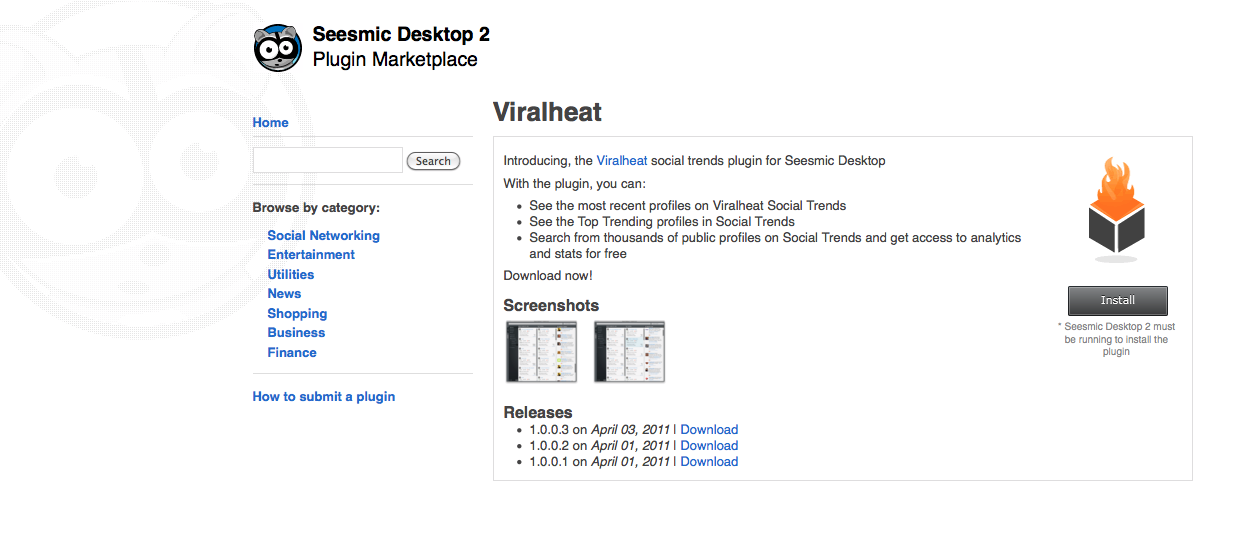 Seesmic Desktop 2
Plugin Marketplace
Home
Search
Browse by category:
Social Networking
Entertainment
Utilities
News
Shopping
Business
Finance
How to submit a plugin
Viralheat
Introducing, the Viralheat social trends plugin for Seesmic Desktop
With the plugin, you can:
• See the most recent profiles on Viralheat Social Trends
• See the Top Trending profiles in Social Trends
• Search from thousands of public profiles on Social Trends and get access to analytics
and stats for free
Download now!
Screenshots
Releases
• 1.0.0.3 on April 03, 2011 | Download
• 1.0.0.2 on April 01, 2011 | Download
• 1.0.0.1 on April 01, 2011 | Download
Install
* Seesmic Desktop 2 must
be running to install the
plugin